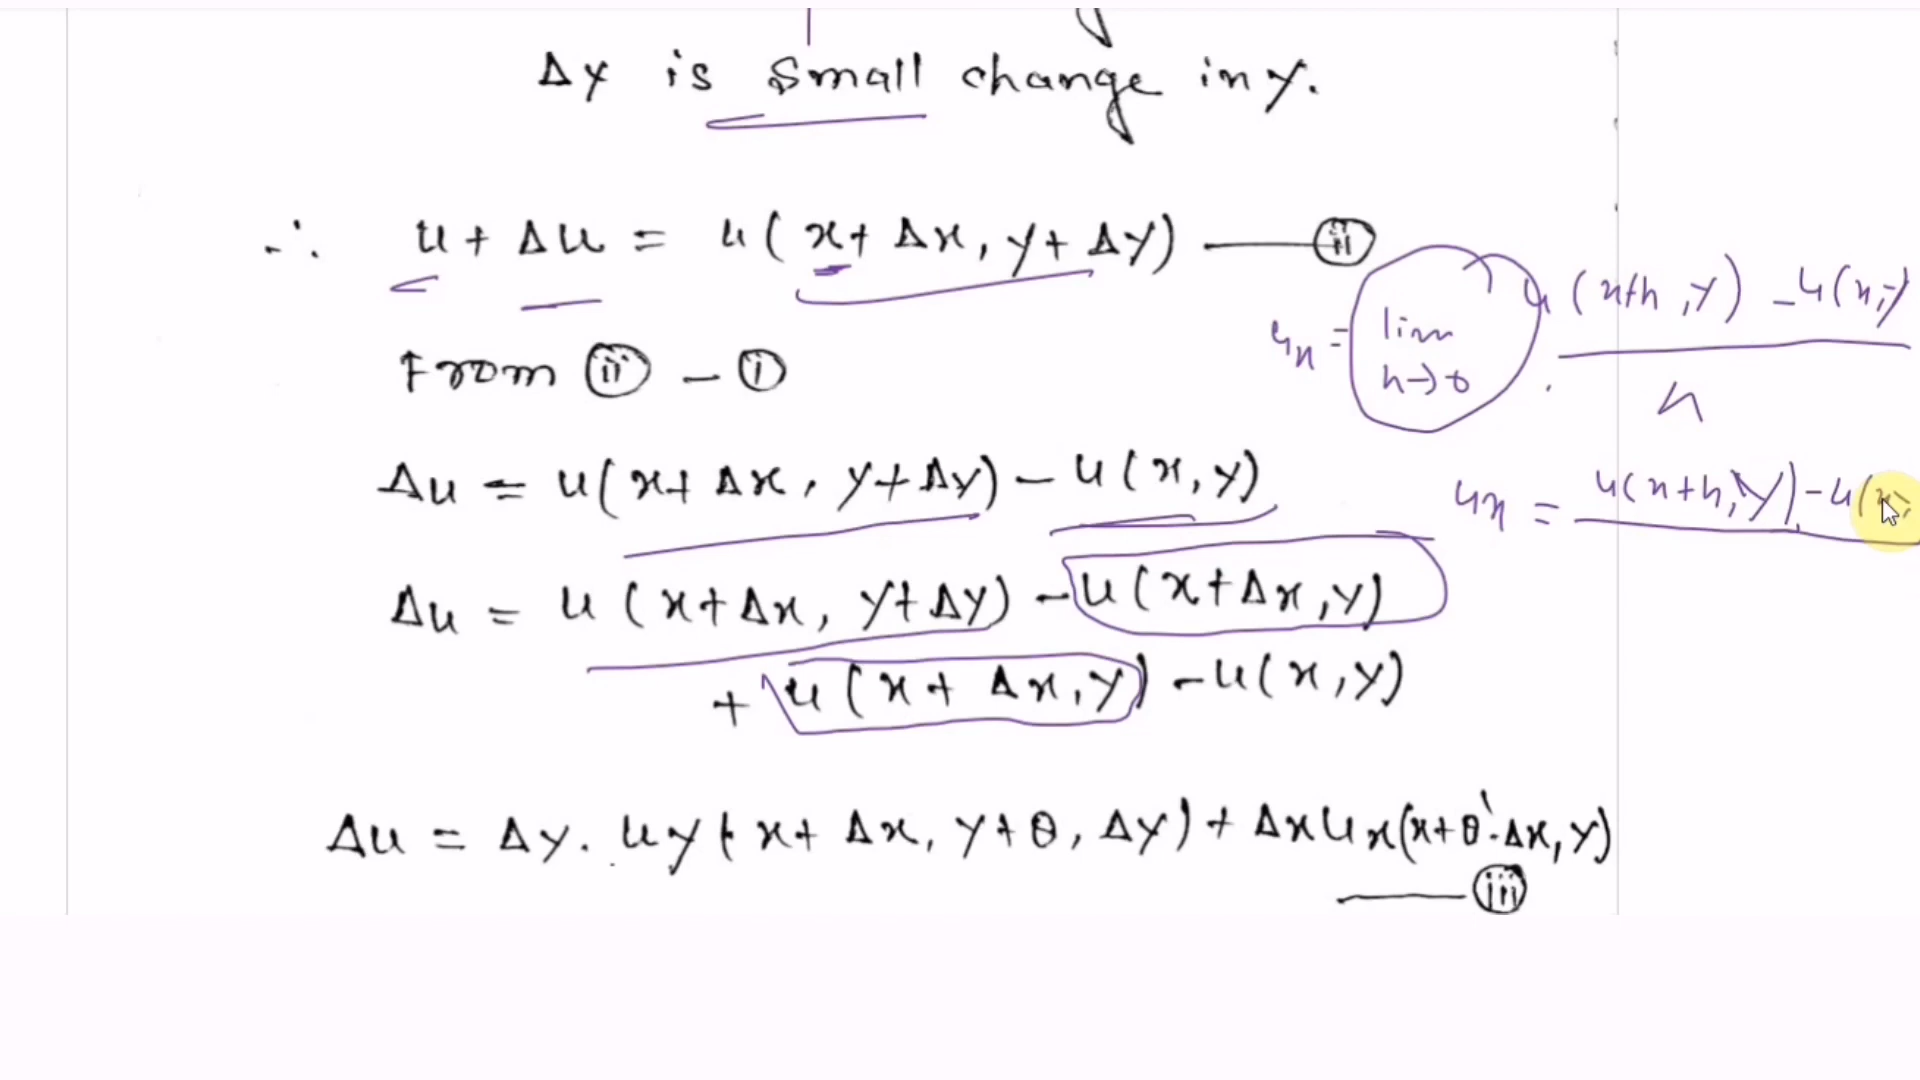 Δy is small change in y.
∴ u + Δu = u(x + Δx, y + Δy) —— (ii)
u_x = lim h→0 u(x+h, y) - u(x, y) / h
From (ii) - (i)
Δu = u(x + Δx, y + Δy) - u(x, y)
u_x = u(x+h, y) - u(x,
Δu = u(x + Δx, y + Δy) - u(x + Δx, y)
+ u(x + Δx, y) - u(x, y)
Δu = Δy. u_y(x + Δx, y + θ, Δy) + Δx u_x(x + θ'. Δx, y)
—— (iii)